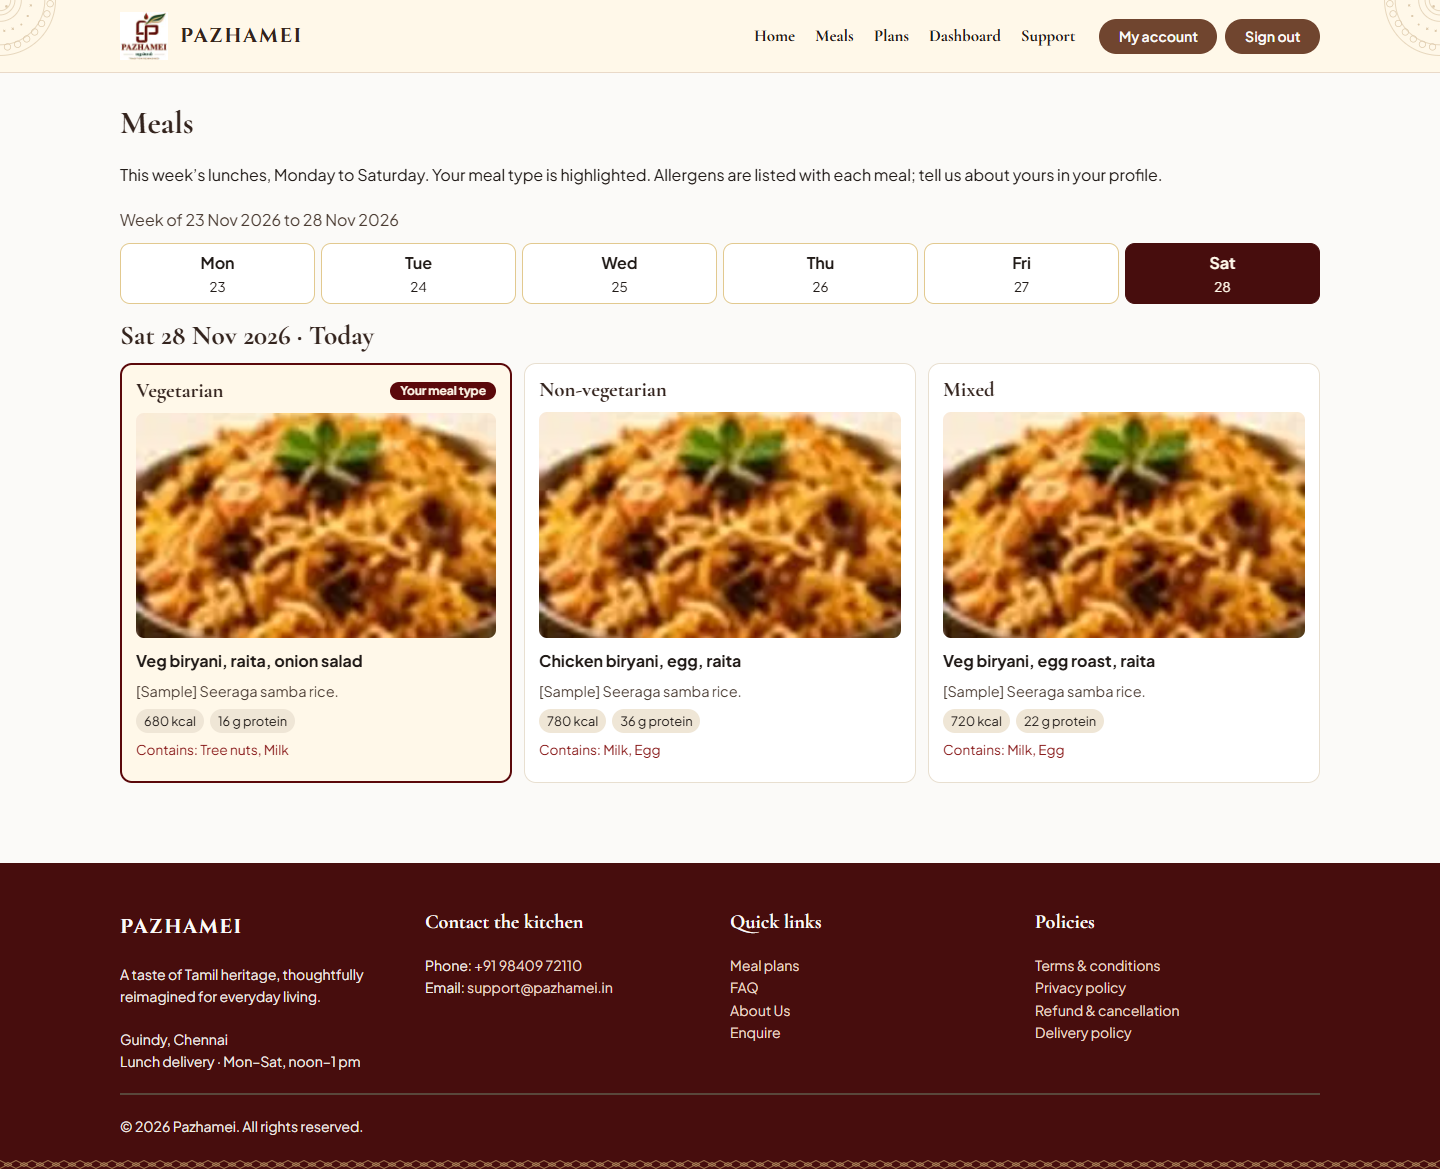 PAZHAMEI
PAZHAMEI
Home
Meals
Plans
Dashboard
Support
My account
Sign out
Meals
This week’s lunches, Monday to Saturday. Your meal type is highlighted. Allergens are listed with each meal; tell us about yours in your profile.
Week of 23 Nov 2026 to 28 Nov 2026
Mon
23
Tue
24
Wed
25
Thu
26
Fri
27
Sat
28
Sat 28 Nov 2026 · Today
Vegetarian
Your meal type
Veg biryani, raita, onion salad
[Sample] Seeraga samba rice.
680 kcal
16 g protein
Contains: Tree nuts, Milk
Non-vegetarian
Chicken biryani, egg, raita
[Sample] Seeraga samba rice.
780 kcal
36 g protein
Contains: Milk, Egg
Mixed
Veg biryani, egg roast, raita
[Sample] Seeraga samba rice.
720 kcal
22 g protein
Contains: Milk, Egg
PAZHAMEI
A taste of Tamil heritage, thoughtfully
reimagined for everyday living.
Guindy, Chennai
Lunch delivery · Mon–Sat, noon–1 pm
Contact the kitchen
Phone: +91 98409 72110
Email: support@pazhamei.in
Quick links
Meal plans
FAQ
About Us
Enquire
Policies
Terms & conditions
Privacy policy
Refund & cancellation
Delivery policy
© 2026 Pazhamei. All rights reserved.